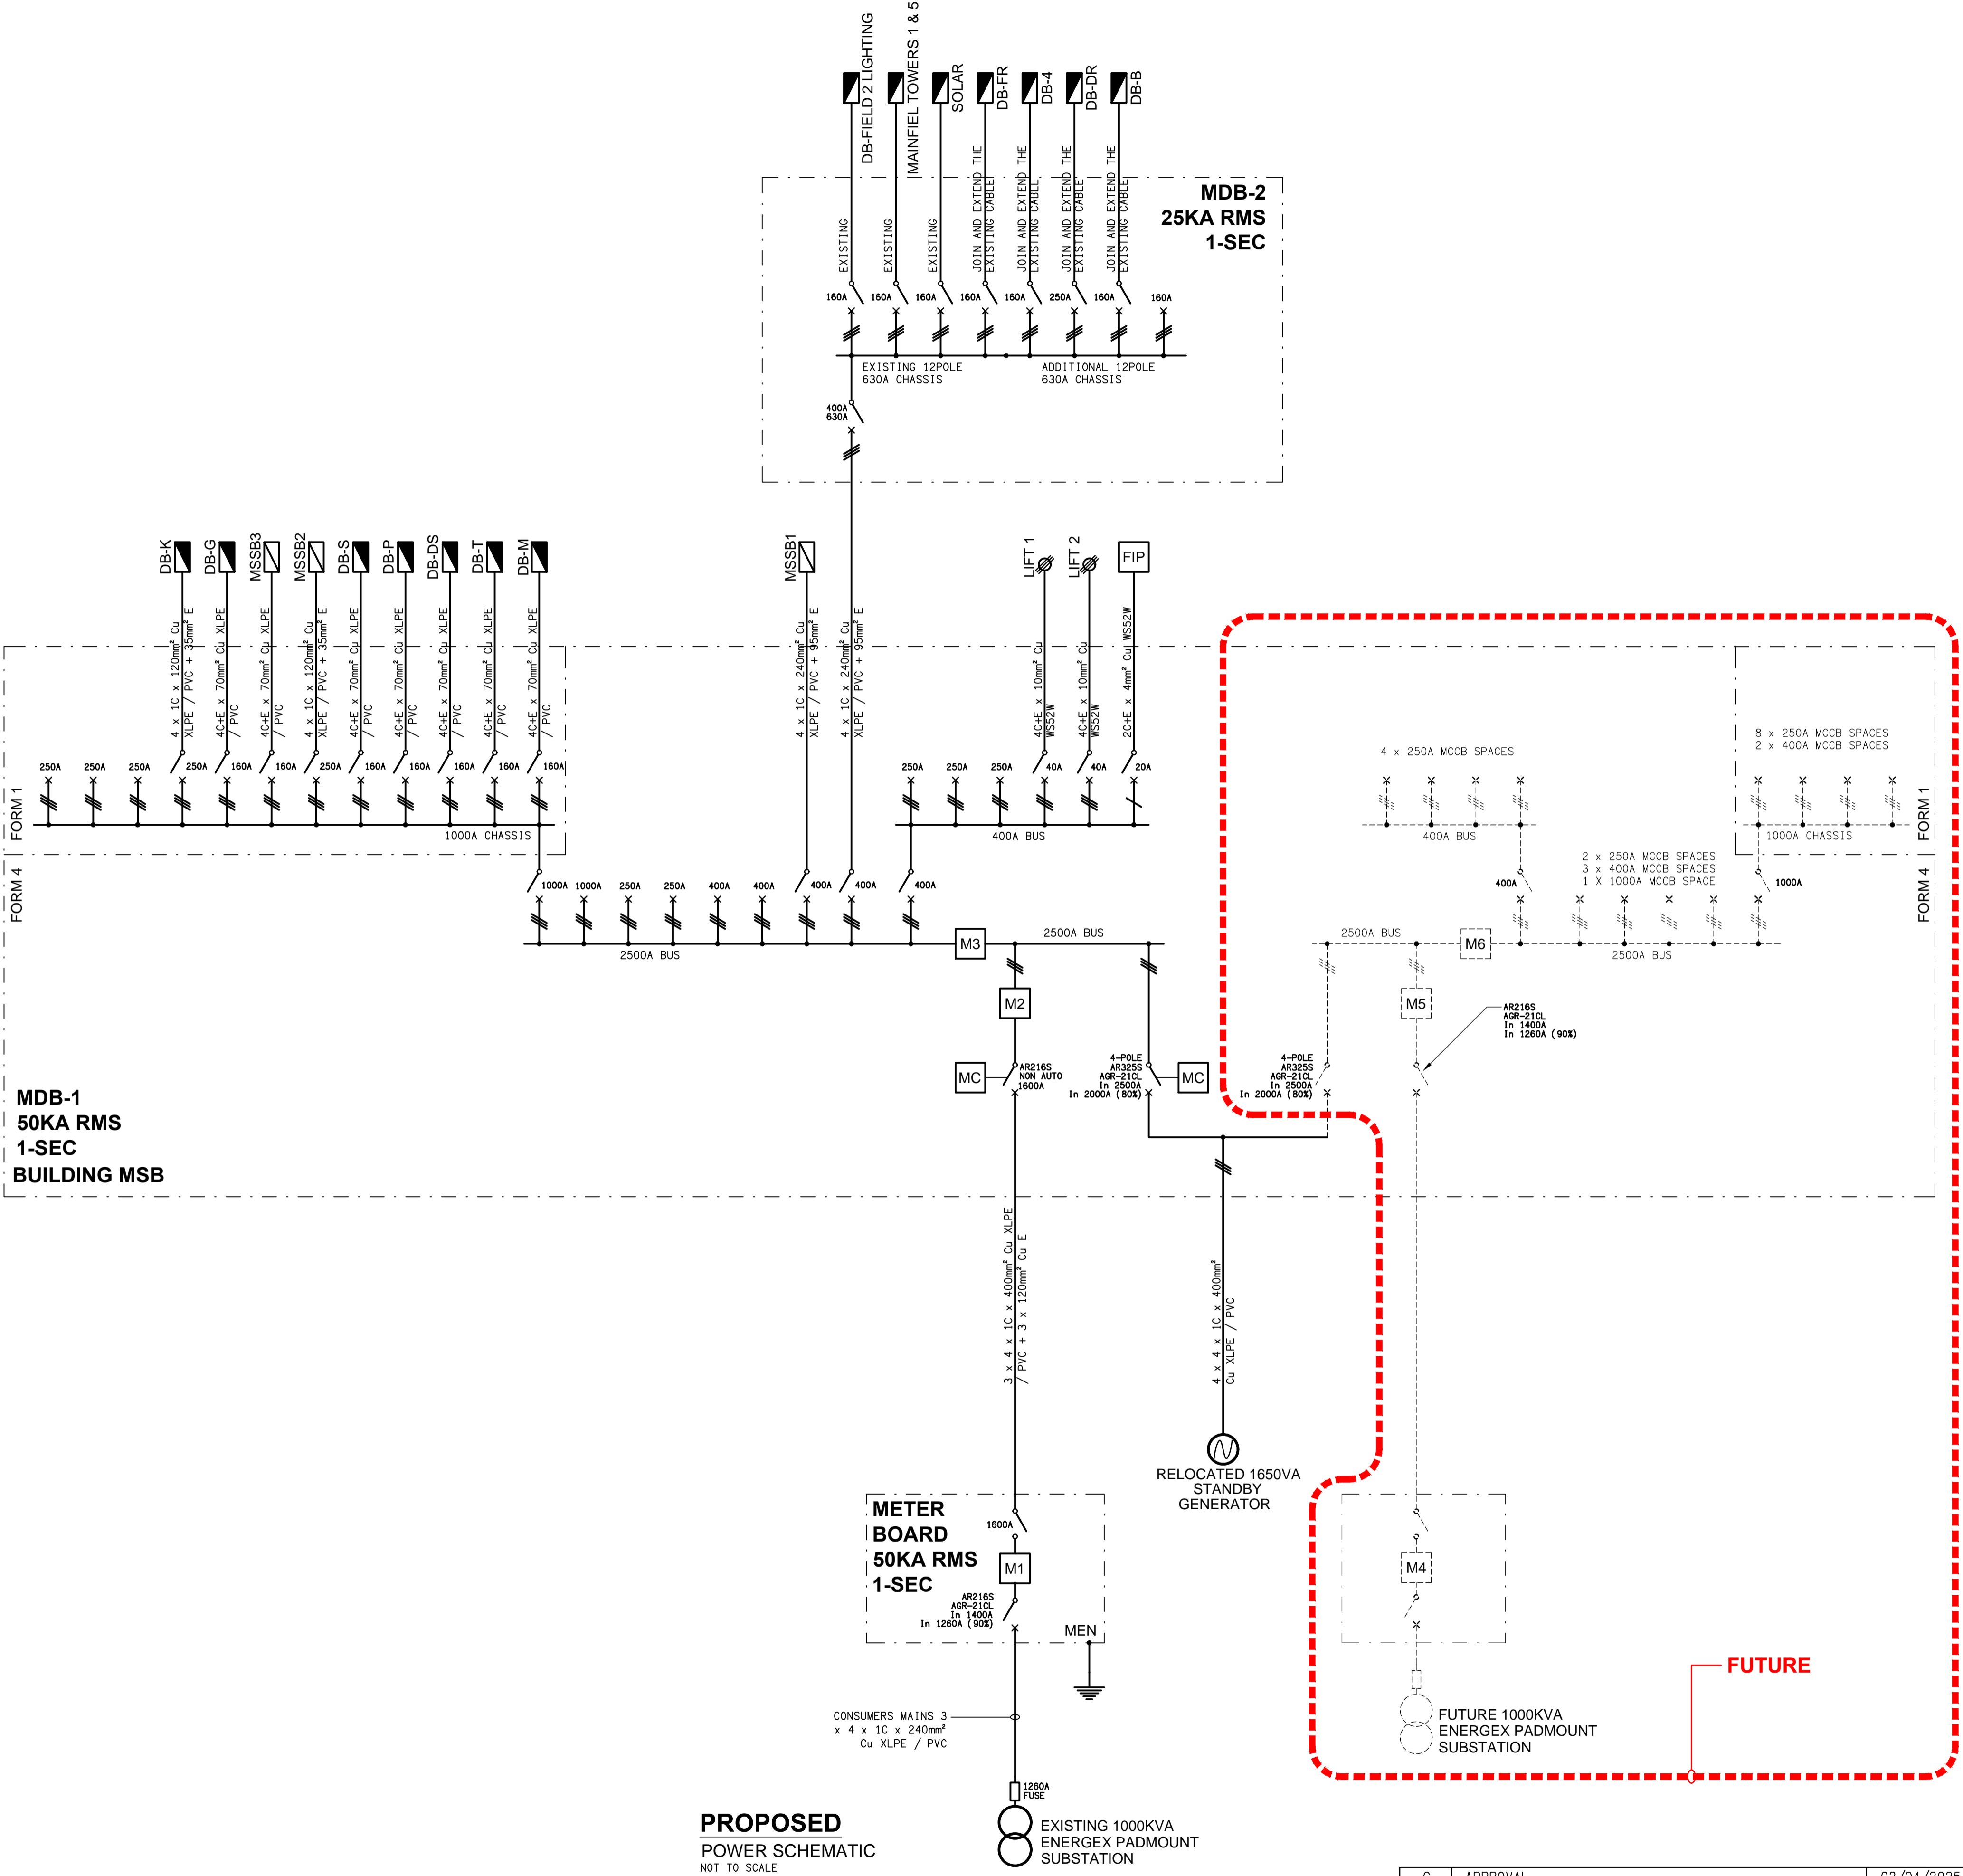 DB-FIELD 2 LIGHTING
MAINFIEL TOWERS 1 & 5
SOLAR
DB-FR
DB-4
DB-DR
DB-B
EXISTING
EXISTING
EXISTING
JOIN AND EXTEND THE
EXISTING CABLE
JOIN AND EXTEND THE
EXISTING CABLE
JOIN AND EXTEND THE
EXISTING CABLE
JOIN AND EXTEND THE
EXISTING CABLE
MDB-2
25KA RMS
1-SEC
160A
160A
160A
160A
160A
250A
160A
160A
EXISTING 12POLE
630A CHASSIS
ADDITIONAL 12POLE
630A CHASSIS
400A
630A
DB-K
DB-G
MSSB3
MSSB2
DB-S
DB-P
DB-DS
DB-T
DB-M
MSSB1
LIFT 1
LIFT 2
FIP
4 x 1C x 120mm² Cu
XLPE / PVC + 35mm² E
4C+E x 70mm² Cu XLPE
/ PVC
4C+E x 70mm² Cu XLPE
/ PVC
4 x 1C x 120mm² Cu
XLPE / PVC + 35mm² E
4C+E x 70mm² Cu XLPE
/ PVC
4C+E x 70mm² Cu XLPE
/ PVC
4C+E x 70mm² Cu XLPE
/ PVC
4C+E x 70mm² Cu XLPE
/ PVC
4C+E x 70mm² Cu XLPE
/ PVC
4 x 1C x 240mm² Cu
XLPE / PVC + 95mm² E
4 x 1C x 240mm² Cu
XLPE / PVC + 95mm² E
4C+E x 10mm² Cu
WS52W
4C+E x 10mm² Cu
WS52W
2C+E x 4mm² Cu WS52W
250A
250A
250A
250A
160A
160A
250A
160A
160A
160A
160A
160A
250A
250A
250A
40A
40A
20A
1000A CHASSIS
400A BUS
FORM 1
FORM 4
4 x 250A MCCB SPACES
400A BUS
8 x 250A MCCB SPACES
2 x 400A MCCB SPACES
1000A CHASSIS
FORM 1
FORM 4
2 x 250A MCCB SPACES
3 x 400A MCCB SPACES
1 X 1000A MCCB SPACE
1000A
1000A
250A
250A
400A
400A
400A
400A
400A
400A
1000A
2500A BUS
M3
2500A BUS
2500A BUS
M6
2500A BUS
M2
M5
AR216S
AGR-21CL
In 1400A
In 1260A (90%)
MC
AR216S
NON AUTO
1600A
4-POLE
AR325S
AGR-21CL
In 2500A
In 2000A (80%)
MC
4-POLE
AR325S
AGR-21CL
In 2500A
In 2000A (80%)
MDB-1
50KA RMS
1-SEC
BUILDING MSB
3 x 4 x 1C x 400mm² Cu XLPE
/ PVC + 3 x 120mm² Cu E
4 x 4 x 1C x 400mm²
Cu XLPE / PVC
RELOCATED 1650VA
STANDBY
GENERATOR
METER
BOARD
50KA RMS
1-SEC
1600A
M1
AR216S
AGR-21CL
In 1400A
In 1260A (90%)
MEN
M4
FUTURE
CONSUMERS MAINS 3
x 4 x 1C x 240mm²
Cu XLPE / PVC
FUTURE 1000KVA
ENERGEX PADMOUNT
SUBSTATION
1260A
FUSE
PROPOSED
POWER SCHEMATIC
NOT TO SCALE
EXISTING 1000KVA
ENERGEX PADMOUNT
SUBSTATION